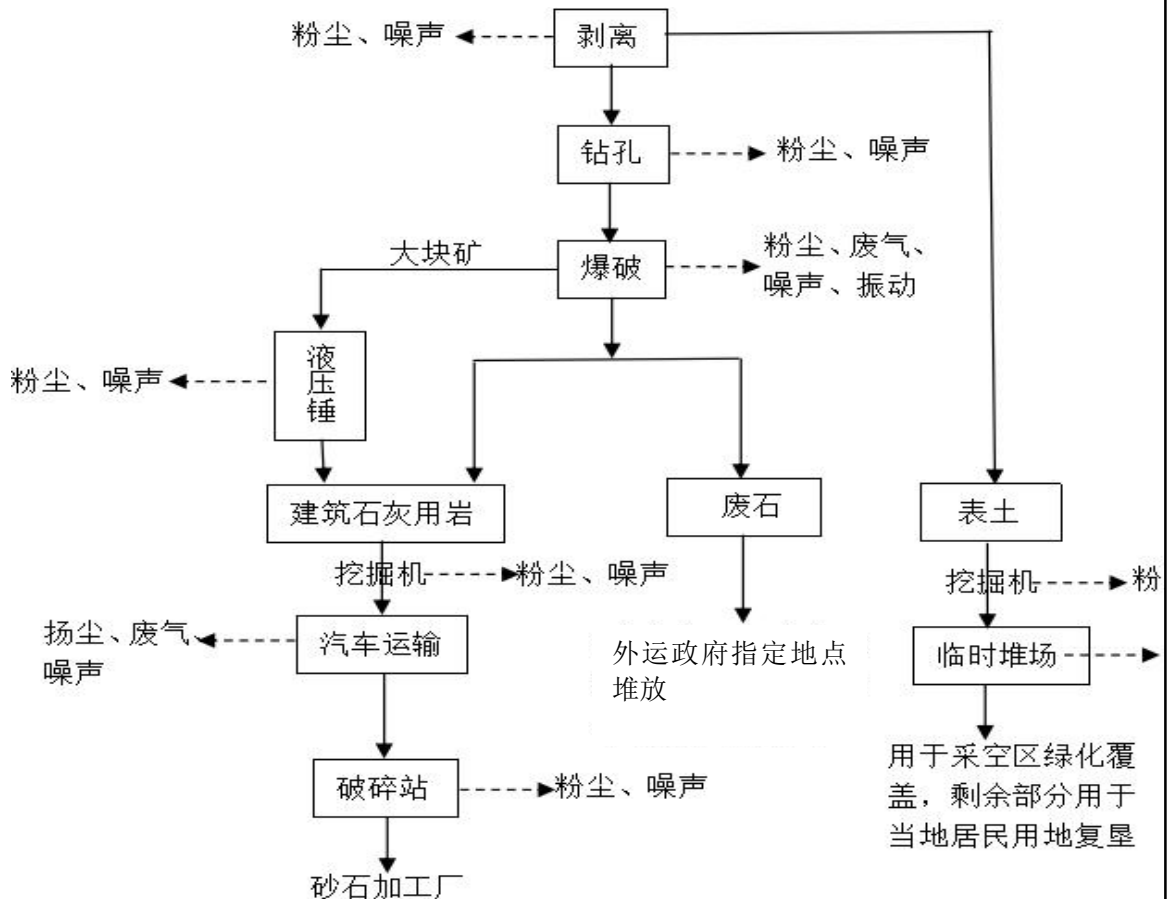 粉尘、噪声
剥离
钻孔
粉尘、噪声
大块矿
爆破
粉尘、废气、
噪声、振动
液压锤
粉尘、噪声
建筑石灰用岩
废石
表土
挖掘机
粉尘、噪声
挖掘机
粉
扬尘、废气、
噪声
汽车运输
外运政府指定地点
堆放
临时堆场
破碎站
粉尘、噪声
用于采空区绿化覆
盖，剩余部分用于
当地居民用地复垦
砂石加工厂